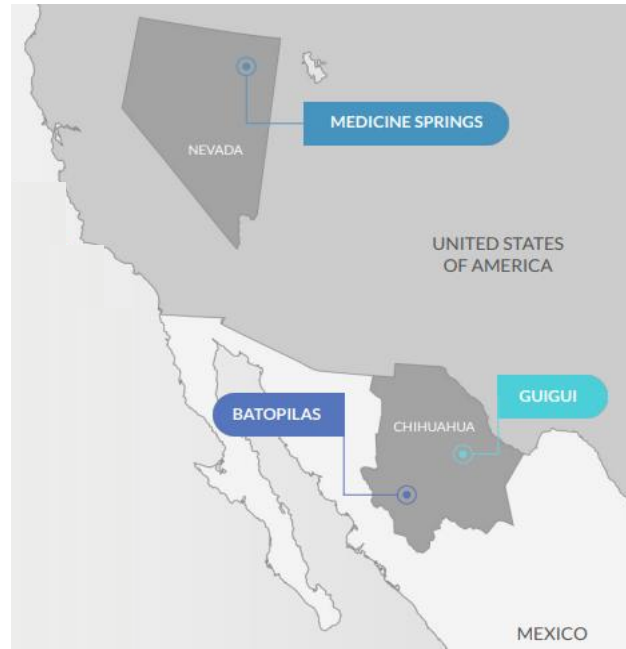 MEDICINE SPRINGS
NEVADA
UNITED STATES
OF AMERICA
GUIGUI
BATOPILAS
CHIHUAHUA
MEXICO